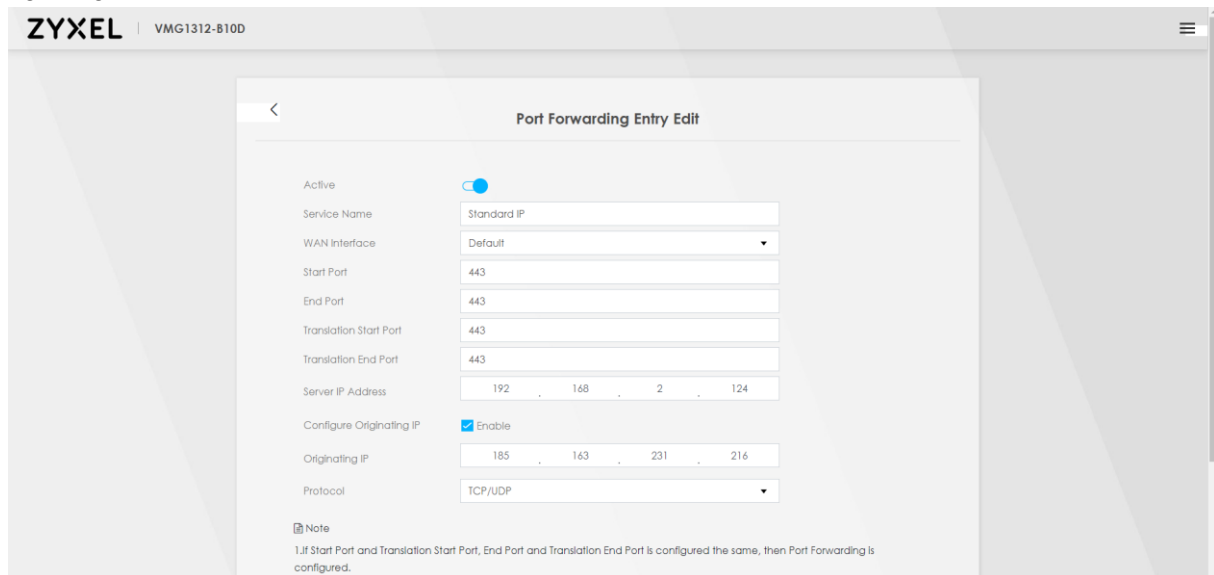 ZYXEL VMG1312-B10D
Port Forwarding Entry Edit
Active
Service Name Standard IP
WAN Interface Default
Start Port 443
End Port 443
Translation Start Port 443
Translation End Port 443
Server IP Address 192 . 168 . 2 . 124
Configure Originating IP Enable
Originating IP 185 . 163 . 231 . 216
Protocol TCP/UDP
Note
1.If Start Port and Translation Start Port, End Port and Translation End Port is configured the same, then Port Forwarding is
configured.